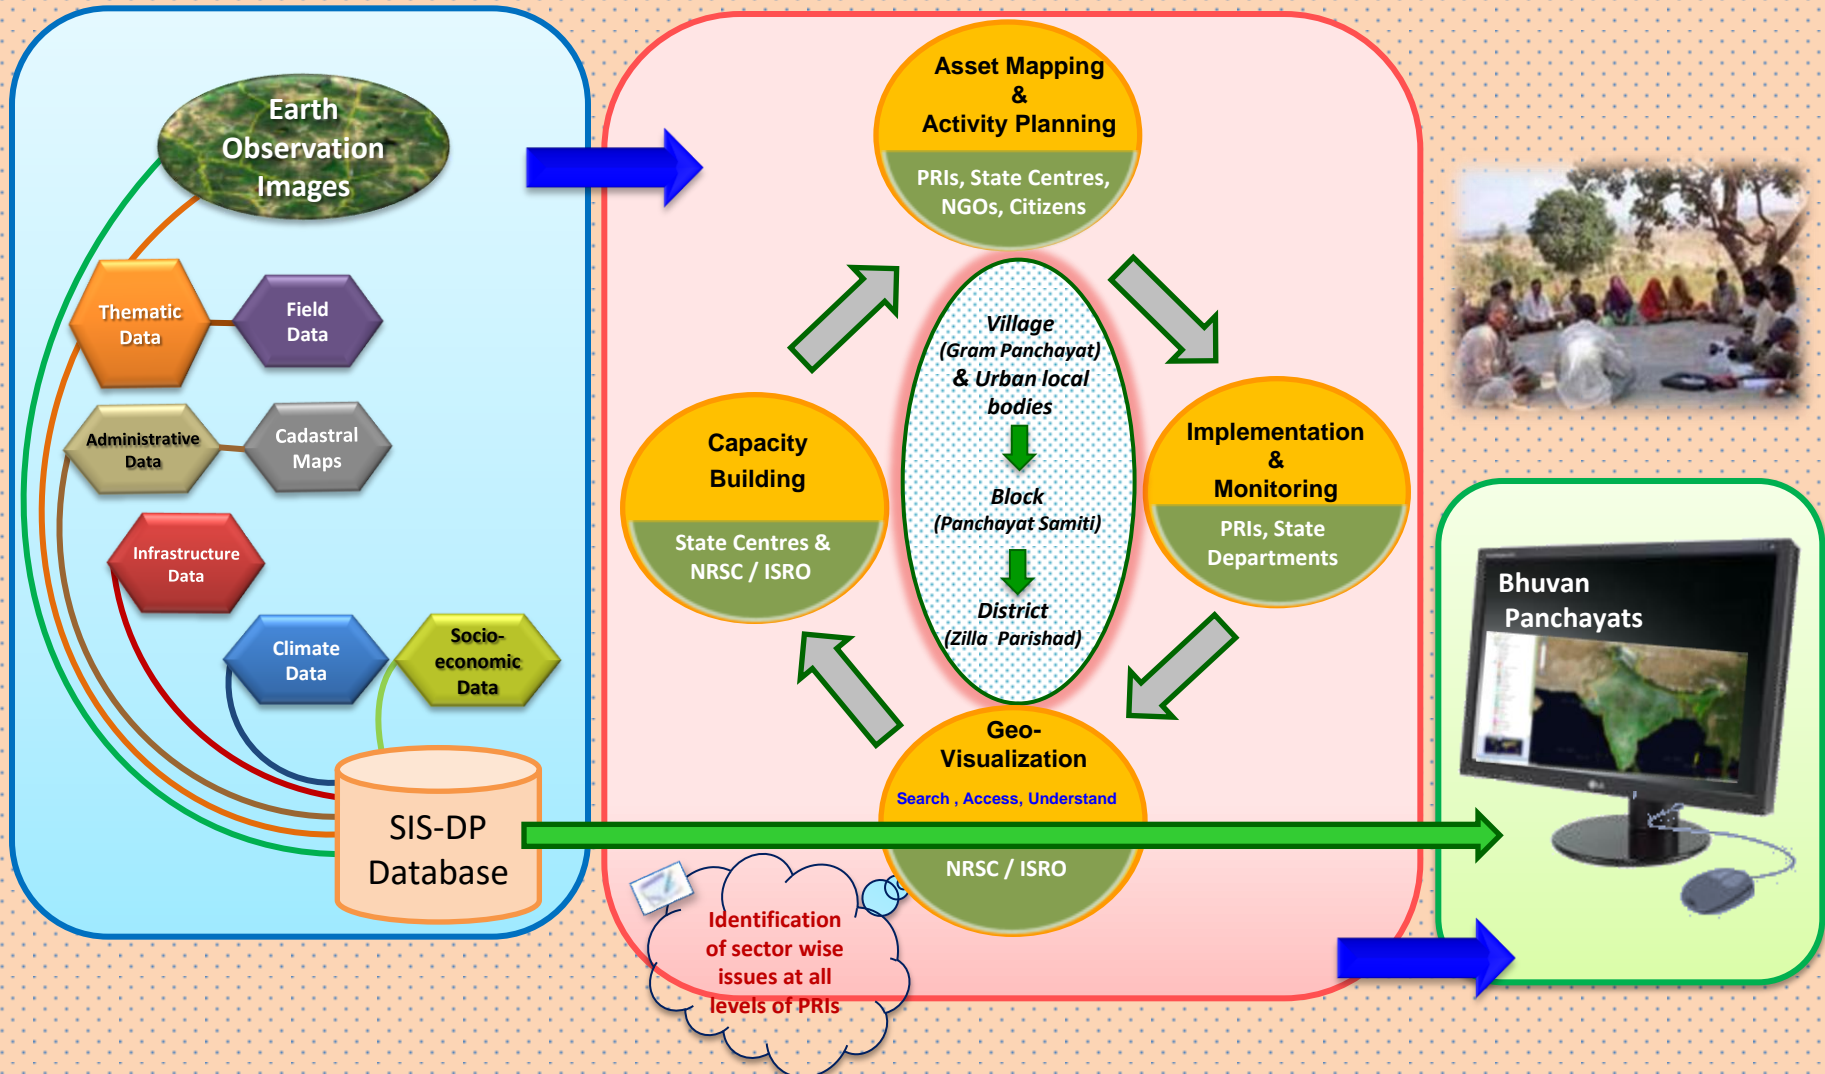 Earth
Observation
Images
Thematic
Data
Field
Data
Administrative
Data
Cadastral
Maps
Infrastructure
Data
Climate
Data
Socio-
economic
Data
SIS-DP
Database
Asset Mapping
&
Activity Planning
PRIs, State Centres,
NGOs, Citizens
Village
(Gram Panchayat)
& Urban local
bodies
Block
(Panchayat Samiti)
District
(Zilla Parishad)
Capacity
Building
State Centres &
NRSC / ISRO
Implementation
&
Monitoring
PRIs, State
Departments
Geo-
Visualization
Search , Access, Understand
NRSC / ISRO
Identification
of sector wise
issues at all
levels of PRIs
Bhuvan
Panchayats
LG